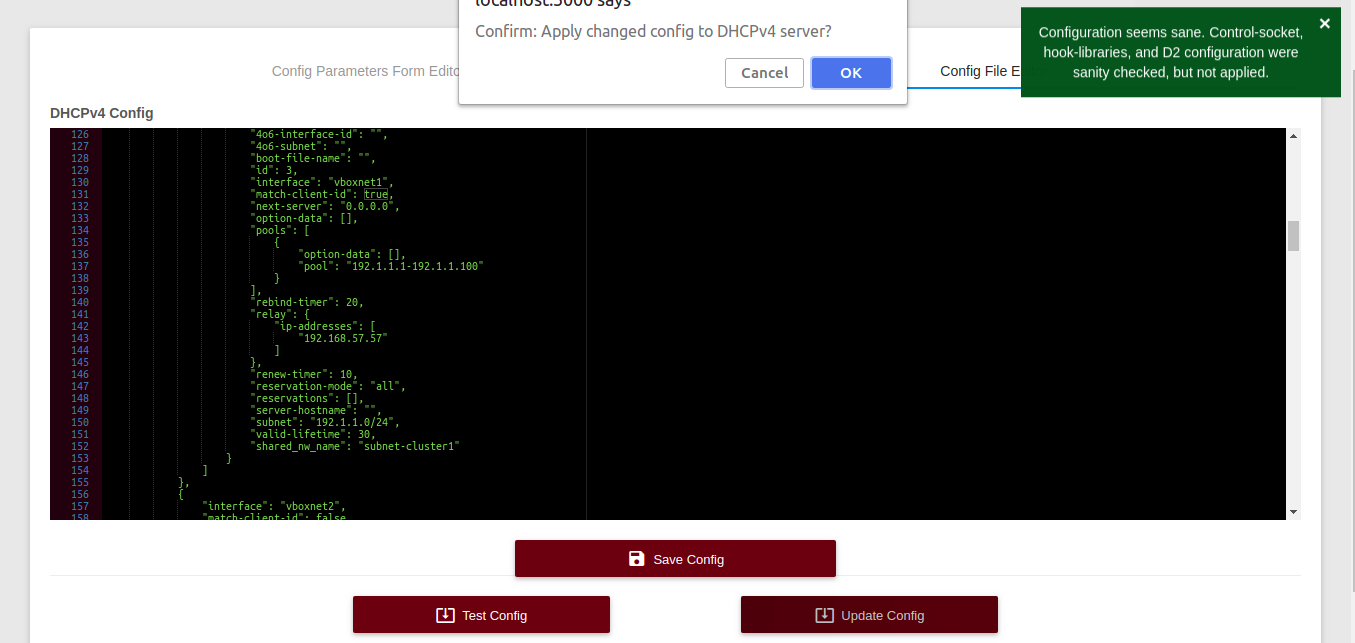 localhost:3000 says
Confirm: Apply changed config to DHCPv4 server?
Cancel
OK
Configuration seems sane. Control-socket,
hook-libraries, and D2 configuration were
sanity checked, but not applied.
×
Config Parameters Form Edito
Config File E
DHCPv4 Config
126 "4o6-interface-id": "",
127 "4o6-subnet": "",
128 "boot-file-name": "",
129 "id": 3,
130 "interface": "vboxnet1",
131 "match-client-id": true,
132 "next-server": "0.0.0.0",
133 "option-data": [],
134 "pools": [
135 {
136 "option-data": [],
137 "pool": "192.1.1.1-192.1.1.100"
138 }
139 ],
140 "rebind-timer": 20,
141 "relay": {
142 "ip-addresses": [
143 "192.168.57.57"
144 ]
145 },
146 "renew-timer": 10,
147 "reservation-mode": "all",
148 "reservations": [],
149 "server-hostname": "",
150 "subnet": "192.1.1.0/24",
151 "valid-lifetime": 30,
152 "shared_nw_name": "subnet-cluster1"
153 }
154 ]
155 },
156 {
157 "interface": "vboxnet2",
158 "match-client-id": false
Save Config
Test Config
Update Config